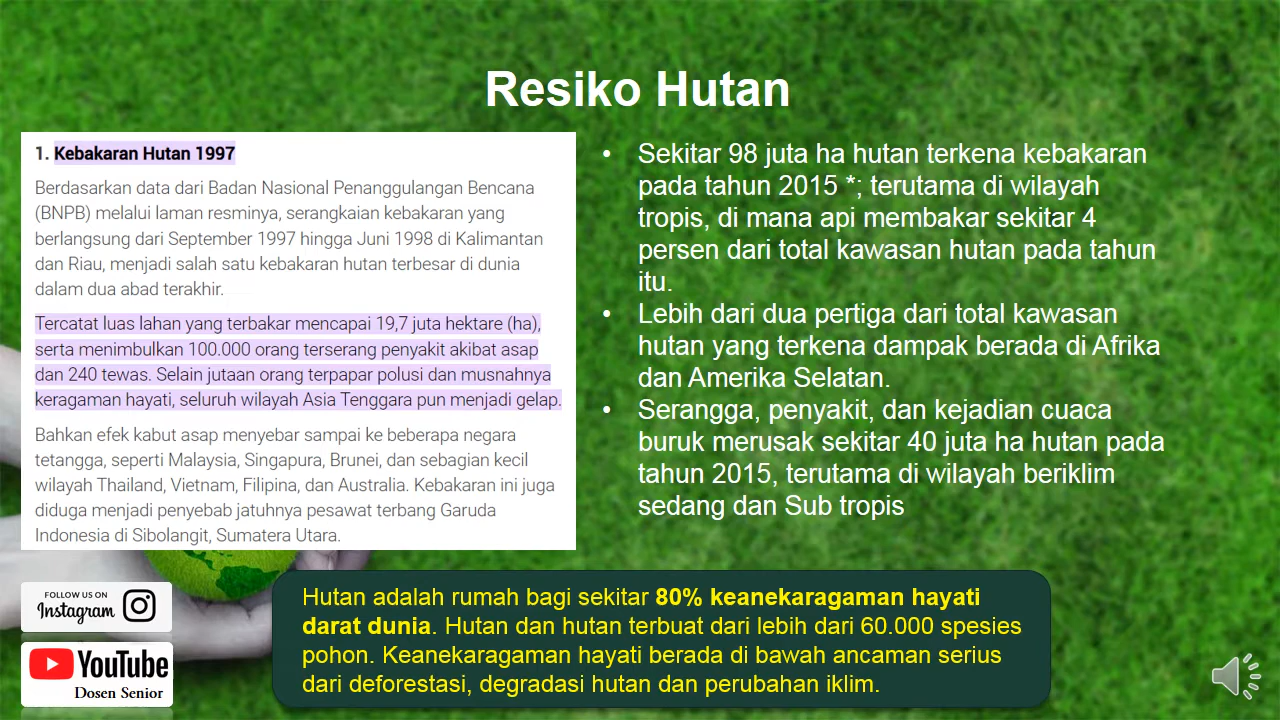 Resiko Hutan
1. Kebakaran Hutan 1997
Berdasarkan data dari Badan Nasional Penanggulangan Bencana
(BNPB) melalui laman resminya, serangkaian kebakaran yang
berlangsung dari September 1997 hingga Juni 1998 di Kalimantan
dan Riau, menjadi salah satu kebakaran hutan terbesar di dunia
dalam dua abad terakhir.
Tercatat luas lahan yang terbakar mencapai 19,7 juta hektare (ha),
serta menimbulkan 100.000 orang terserang penyakit akibat asap
dan 240 tewas. Selain jutaan orang terpapar polusi dan musnahnya
keragaman hayati, seluruh wilayah Asia Tenggara pun menjadi gelap.
Bahkan efek kabut asap menyebar sampai ke beberapa negara
tetangga, seperti Malaysia, Singapura, Brunei, dan sebagian kecil
wilayah Thailand, Vietnam, Filipina, dan Australia. Kebakaran ini juga
diduga menjadi penyebab jatuhnya pesawat terbang Garuda
Indonesia di Sibolangit, Sumatera Utara.
• Sekitar 98 juta ha hutan terkena kebakaran
pada tahun 2015 *; terutama di wilayah
tropis, di mana api membakar sekitar 4
persen dari total kawasan hutan pada tahun
itu.
• Lebih dari dua pertiga dari total kawasan
hutan yang terkena dampak berada di Afrika
dan Amerika Selatan.
• Serangga, penyakit, dan kejadian cuaca
buruk merusak sekitar 40 juta ha hutan pada
tahun 2015, terutama di wilayah beriklim
sedang dan Sub tropis
Hutan adalah rumah bagi sekitar 80% keanekaragaman hayati
darat dunia. Hutan dan hutan terbuat dari lebih dari 60.000 spesies
pohon. Keanekaragaman hayati berada di bawah ancaman serius
dari deforestasi, degradasi hutan dan perubahan iklim.
FOLLOW US ON
Instagram
YouTube
Dosen Senior